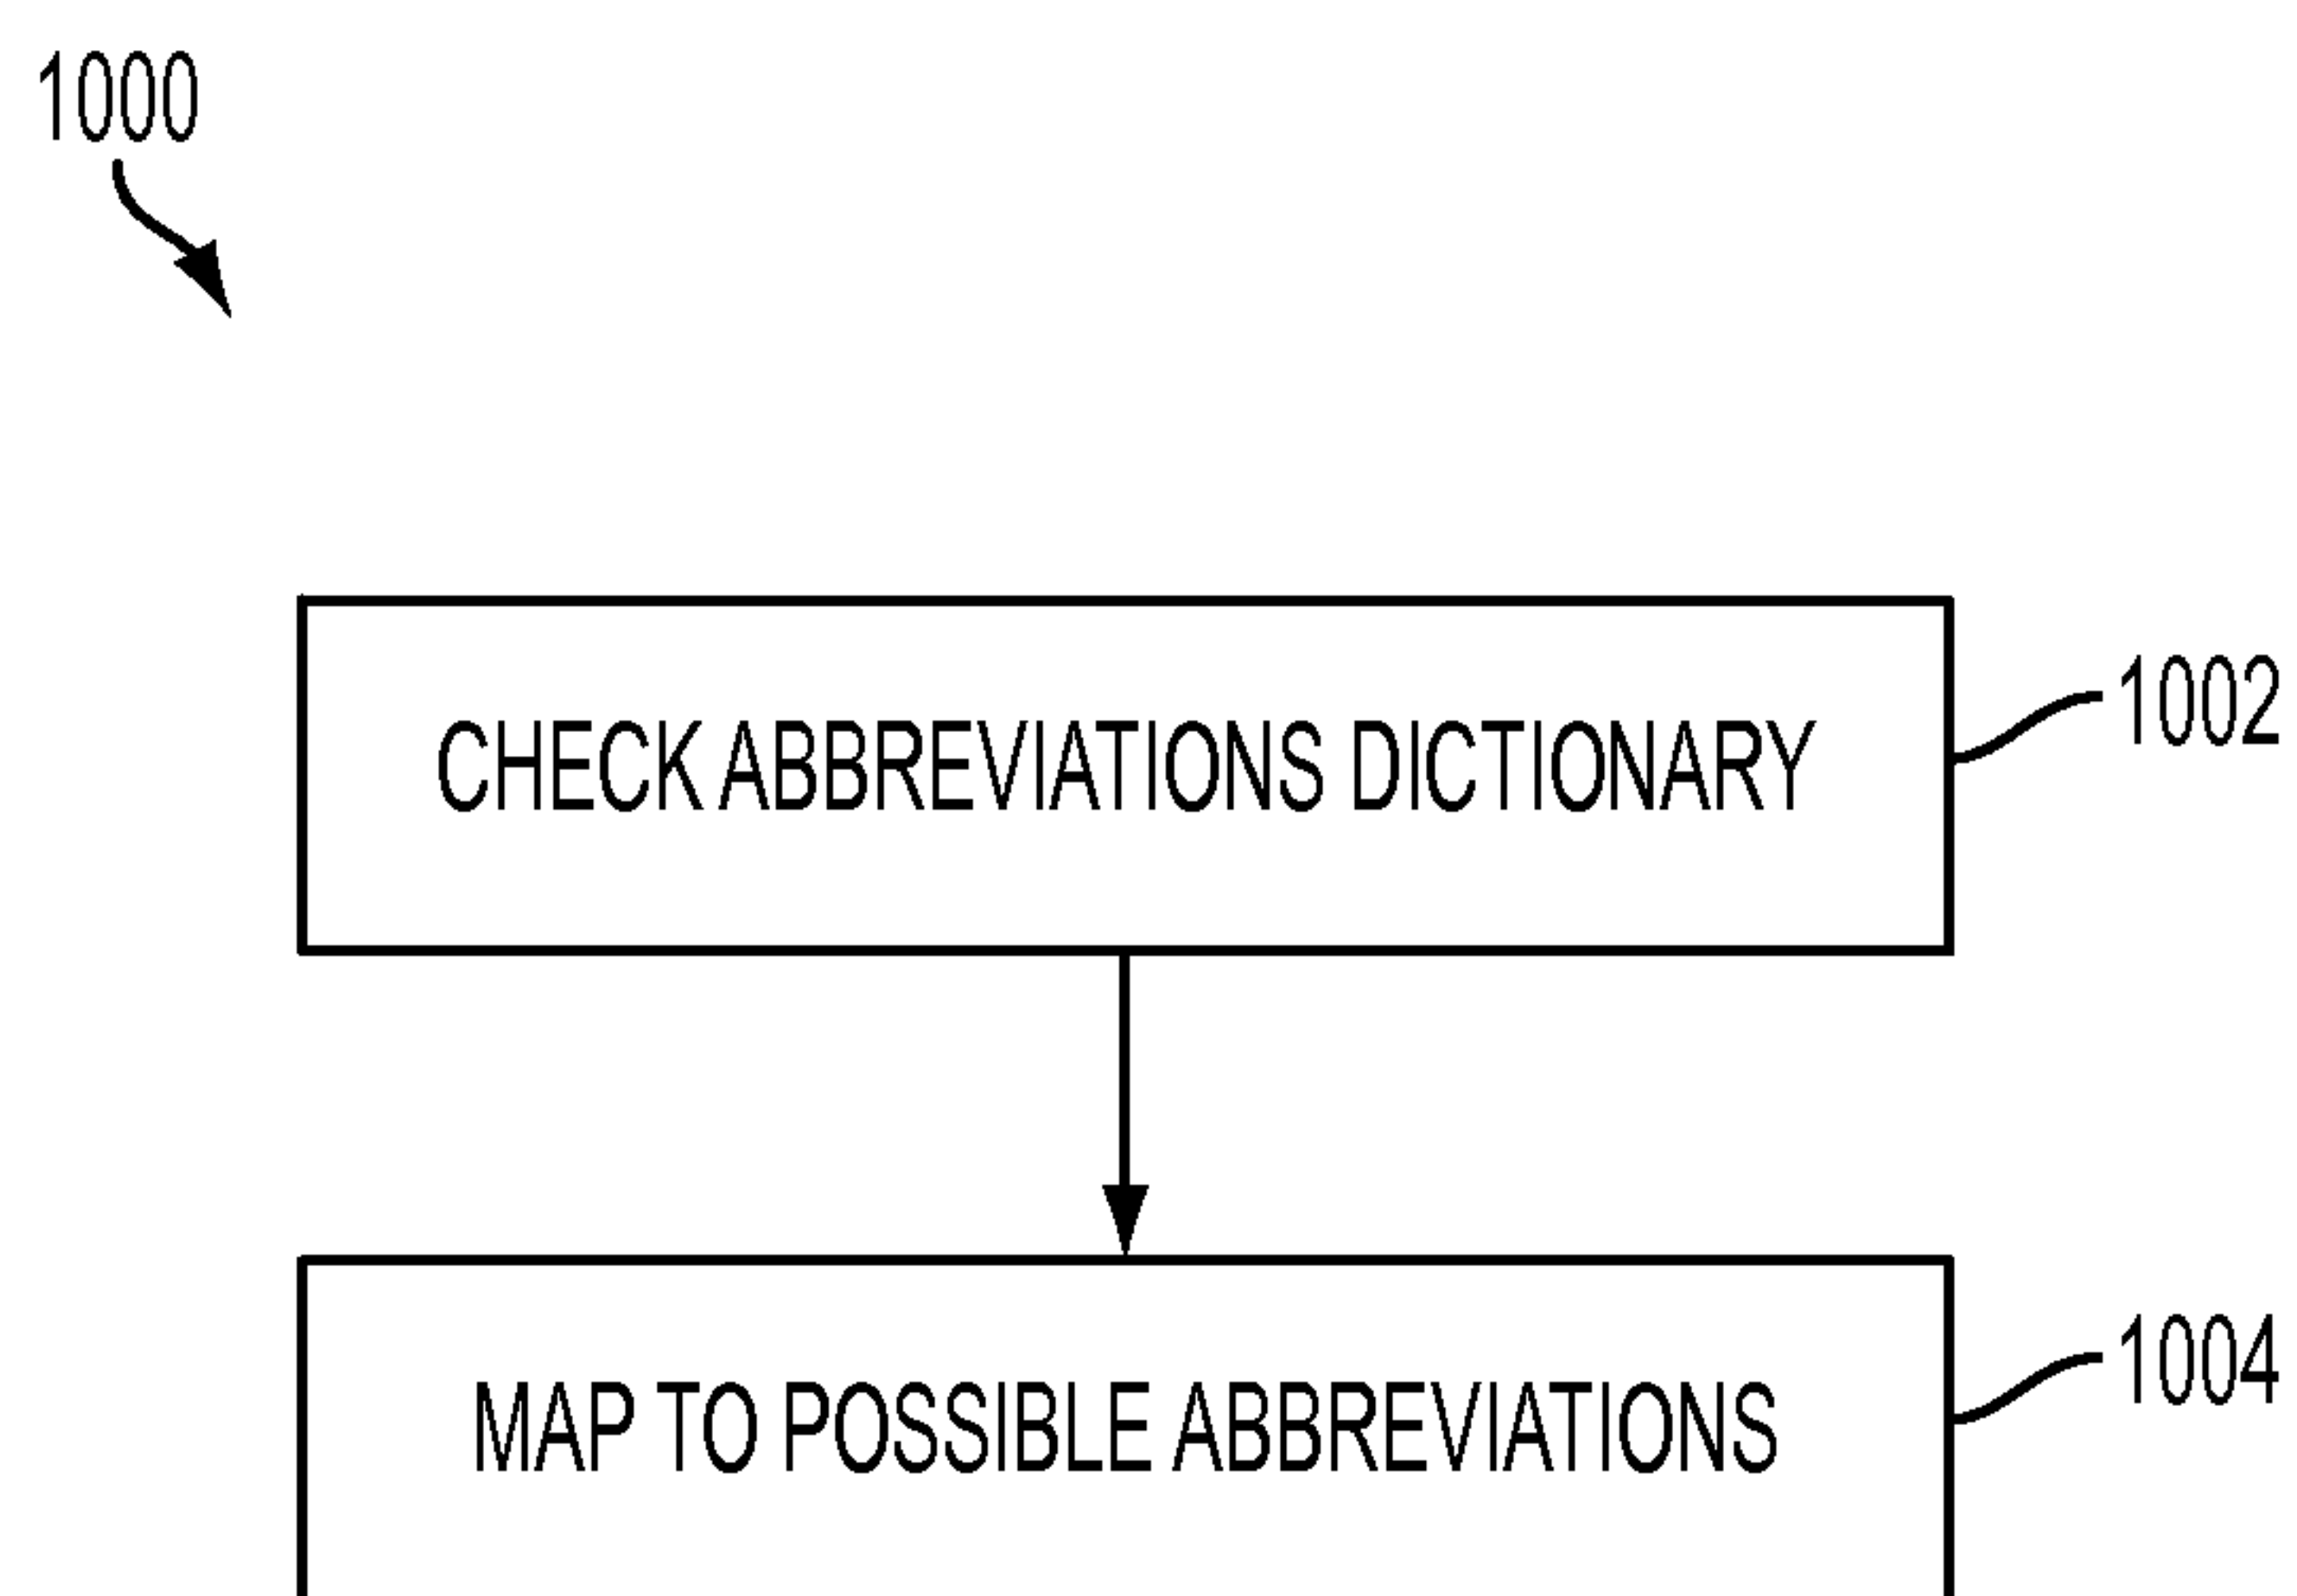 1000
CHECK ABBREVIATIONS DICTIONARY
1002
MAP TO POSSIBLE ABBREVIATIONS
1004